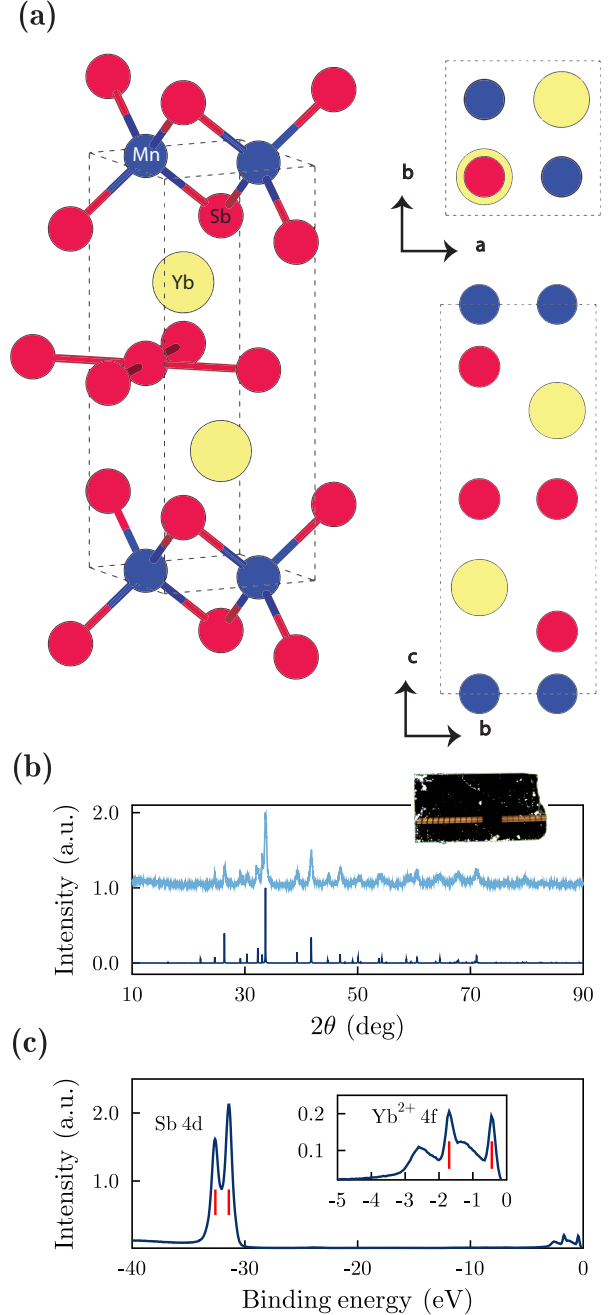 (a)
Mn
Sb
Yb
b
a
c
b
(b)
Intensity (a.u.)
2.0
1.0
0.0
10 30 50 70 90
2θ (deg)
(c)
Intensity (a.u.)
2.0
1.0
0.0
Sb 4d
Yb²⁺ 4f
0.2
0.1
-5 -4 -3 -2 -1 0
-40 -30 -20 -10 0
Binding energy (eV)